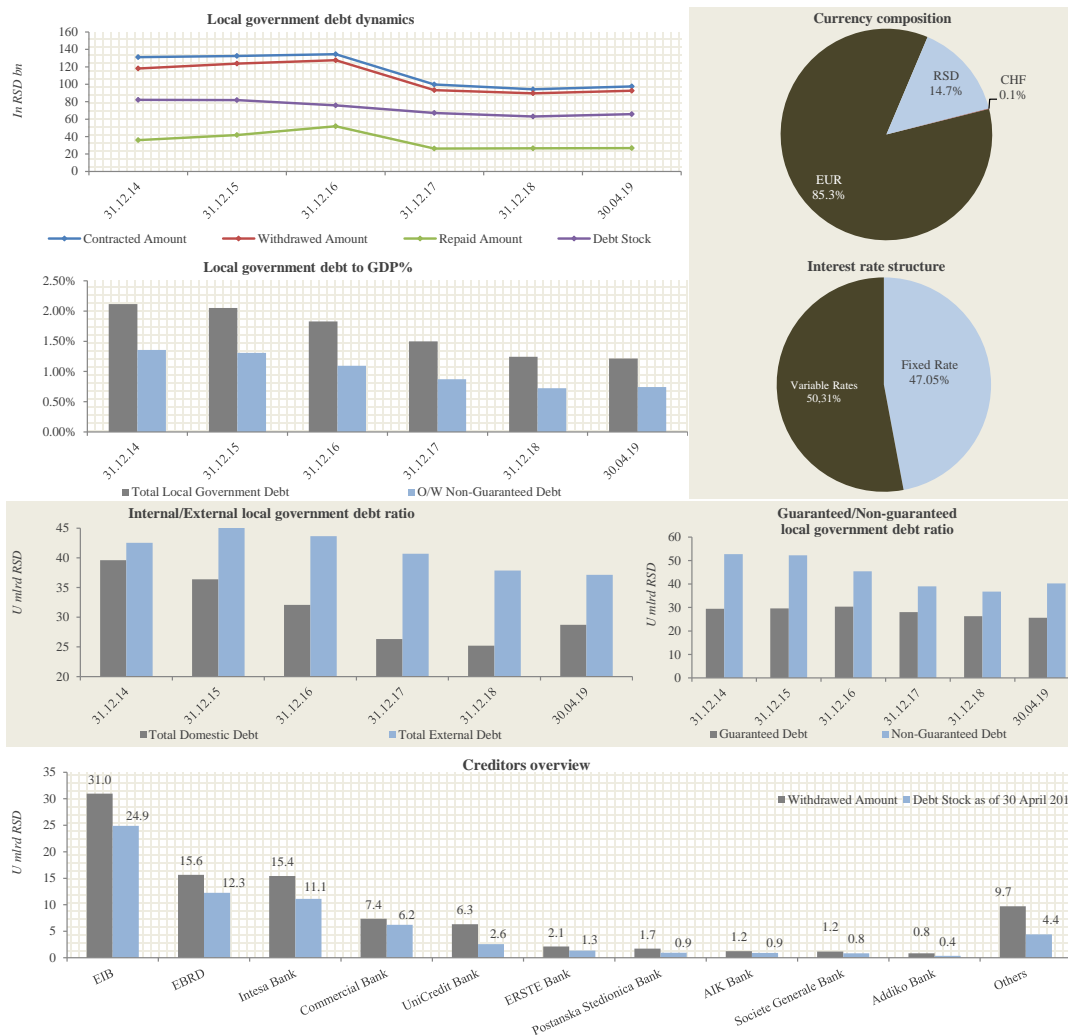 Local government debt dynamics
In RSD bn
160
140
120
100
80
60
40
20
0
31.12.14
31.12.15
31.12.16
31.12.17
31.12.18
30.04.19
Contracted Amount
Withdrawed Amount
Repaid Amount
Debt Stock
Currency composition
RSD
14.7%
CHF
0.1%
EUR
85.3%
Local government debt to GDP%
2.50%
2.00%
1.50%
1.00%
0.50%
0.00%
31.12.14
31.12.15
31.12.16
31.12.17
31.12.18
30.04.19
Total Local Government Debt
O/W Non-Guaranteed Debt
Interest rate structure
Fixed Rate
47.05%
Variable Rates
50,31%
Internal/External local government debt ratio
U mlrd RSD
45
40
35
30
25
20
31.12.14
31.12.15
31.12.16
31.12.17
31.12.18
30.04.19
Total Domestic Debt
Total External Debt
Guaranteed/Non-guaranteed
local government debt ratio
U mlrd RSD
60
50
40
30
20
10
0
31.12.14
31.12.15
31.12.16
31.12.17
31.12.18
30.04.19
Guaranteed Debt
Non-Guaranteed Debt
Creditors overview
U mlrd RSD
35
30
25
20
15
10
5
0
Withdrawed Amount
Debt Stock as of 30 April 201
31.0
24.9
15.6
12.3
15.4
11.1
7.4
6.2
6.3
2.6
2.1
1.3
1.7
0.9
1.2
0.9
1.2
0.8
0.8
0.4
9.7
4.4
EIB
EBRD
Intesa Bank
Commercial Bank
UniCredit Bank
ERSTE Bank
Postanska Stedionica Bank
AIK Bank
Societe Generale Bank
Addiko Bank
Others